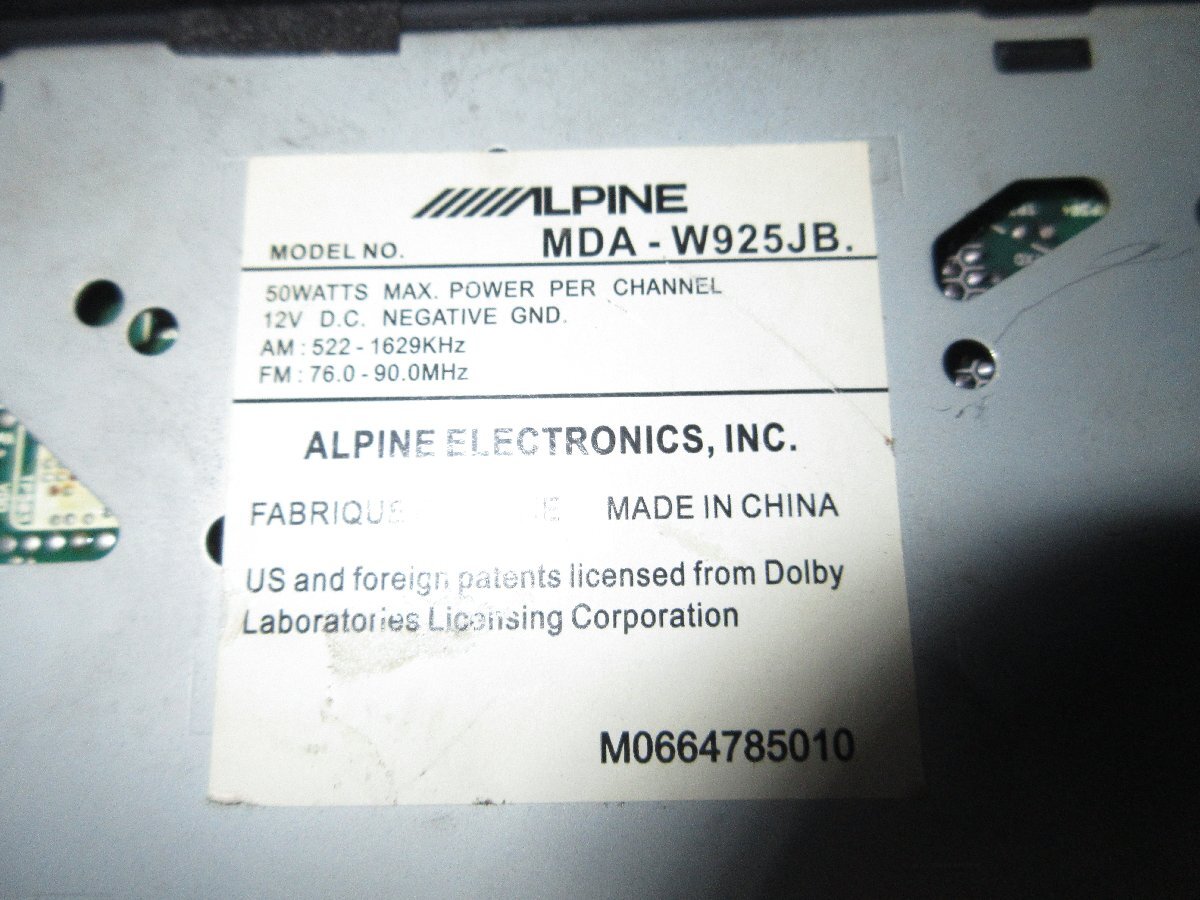 ALPINE
MODEL NO. MDA - W925JB.
50WATTS MAX. POWER PER CHANNEL
12V D.C. NEGATIVE GND.
AM : 522 - 1629KHz
FM : 76.0 - 90.0MHz
ALPINE ELECTRONICS, INC.
FABRIQUE MADE IN CHINA
US and foreign patents licensed from Dolby
Laboratories Licensing Corporation
M0664785010